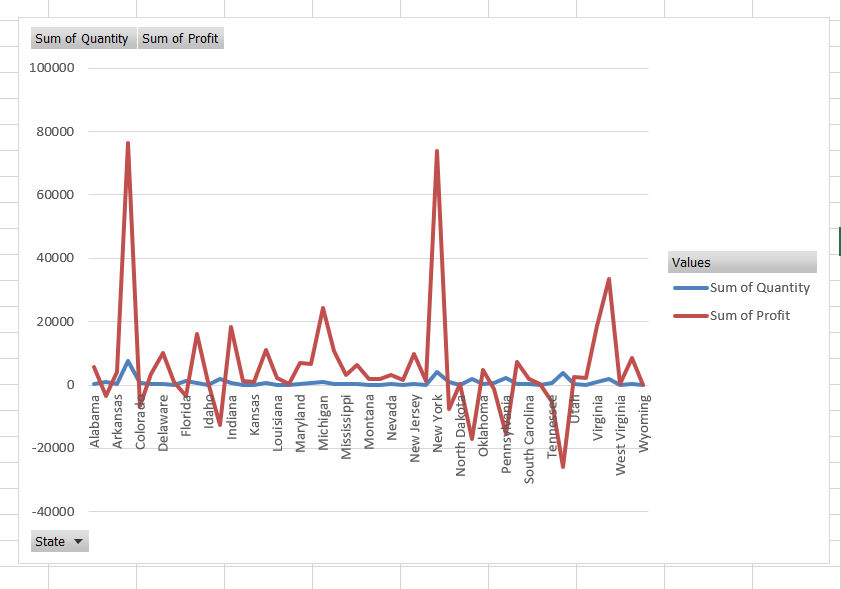 Sum of Quantity Sum of Profit
100000
80000
60000
40000
20000
0
-20000
-40000
Alabama
Arkansas
Colorado
Delaware
Florida
Idaho
Indiana
Kansas
Louisiana
Maryland
Michigan
Mississippi
Montana
Nevada
New Jersey
New York
North Dakota
Oklahoma
Pennsylvania
South Carolina
Tennessee
Utah
Virginia
West Virginia
Wyoming
Values
Sum of Quantity
Sum of Profit
State